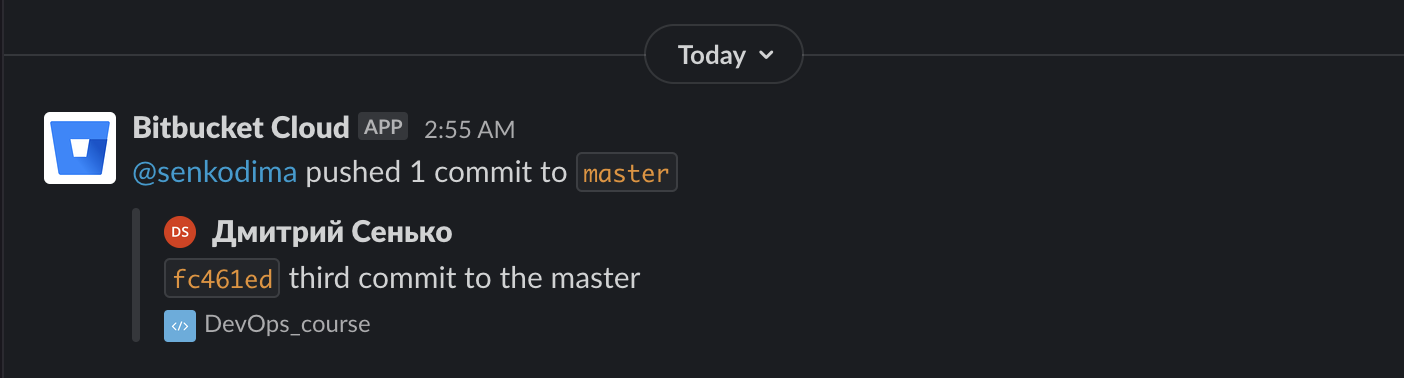 Today
Bitbucket Cloud APP 2:55 AM
@senkodima pushed 1 commit to master
DS Дмитрий Сенько
fc461ed third commit to the master
</> DevOps_course